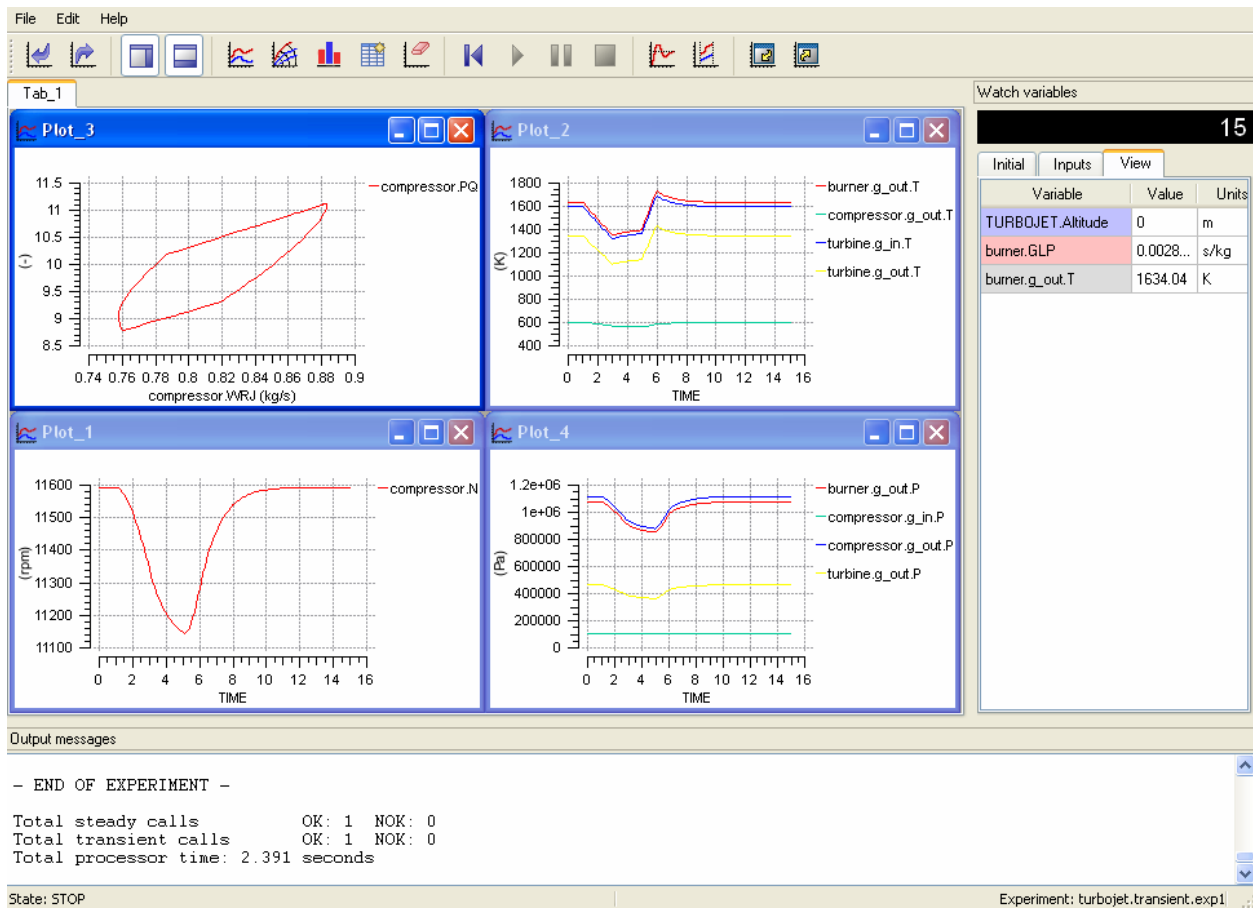 File Edit Help
Tab_1
Plot_3
11.5
11
10.5
10
9.5
9
8.5
(-)
0.74 0.76 0.78 0.8 0.82 0.84 0.86 0.88 0.9
compressor.WRJ (kg/s)
compressor.PQ
Plot_2
1800
1600
1400
1200
1000
800
600
400
(K)
0 2 4 6 8 10 12 14 16
TIME
burner.g_out.T
compressor.g_out.T
turbine.g_in.T
turbine.g_out.T
Plot_1
11600
11500
11400
11300
11200
11100
(rpm)
0 2 4 6 8 10 12 14 16
TIME
compressor.N
Plot_4
1.2e+06
1e+06
800000
600000
400000
200000
0
(Pa)
0 2 4 6 8 10 12 14 16
TIME
burner.g_out.P
compressor.g_in.P
compressor.g_out.P
turbine.g_out.P
Watch variables
15
Initial Inputs View
Variable Value Units
TURBOJET.Altitude 0 m
burner.GLP 0.0028... s/kg
burner.g_out.T 1634.04 K
Output messages
- END OF EXPERIMENT -
Total steady calls OK: 1 NOK: 0
Total transient calls OK: 1 NOK: 0
Total processor time: 2.391 seconds
State: STOP
Experiment: turbojet.transient.exp1